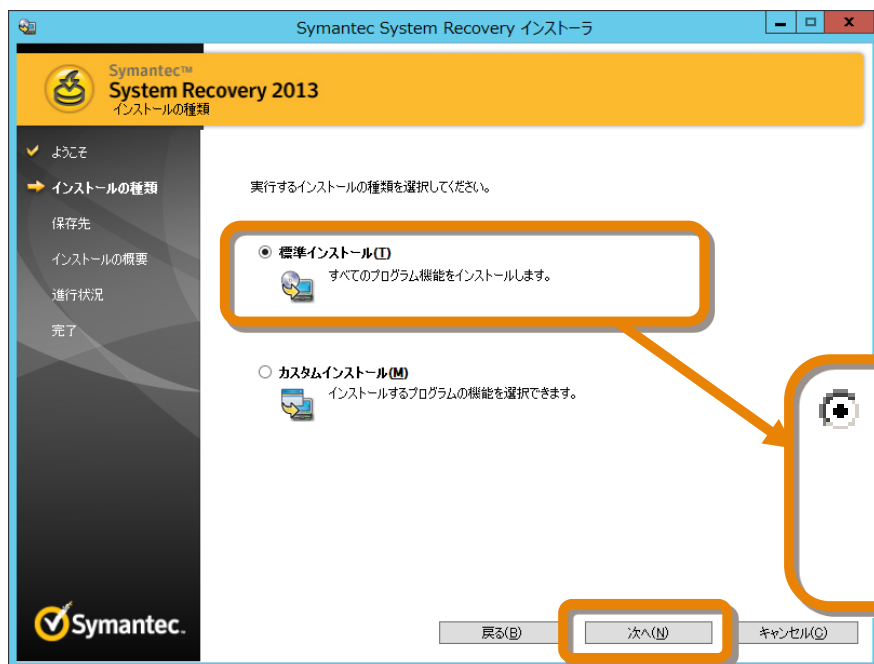 Symantec System Recovery インストーラ
Symantec™
System Recovery 2013
インストールの種類
ようこそ
インストールの種類
保存先
インストールの概要
進行状況
完了
実行するインストールの種類を選択してください。
標準インストール(T)
すべてのプログラム機能をインストールします。
カスタムインストール(M)
インストールするプログラムの機能を選択できます。
Symantec.
戻る(B)
次へ(N)
キャンセル(C)